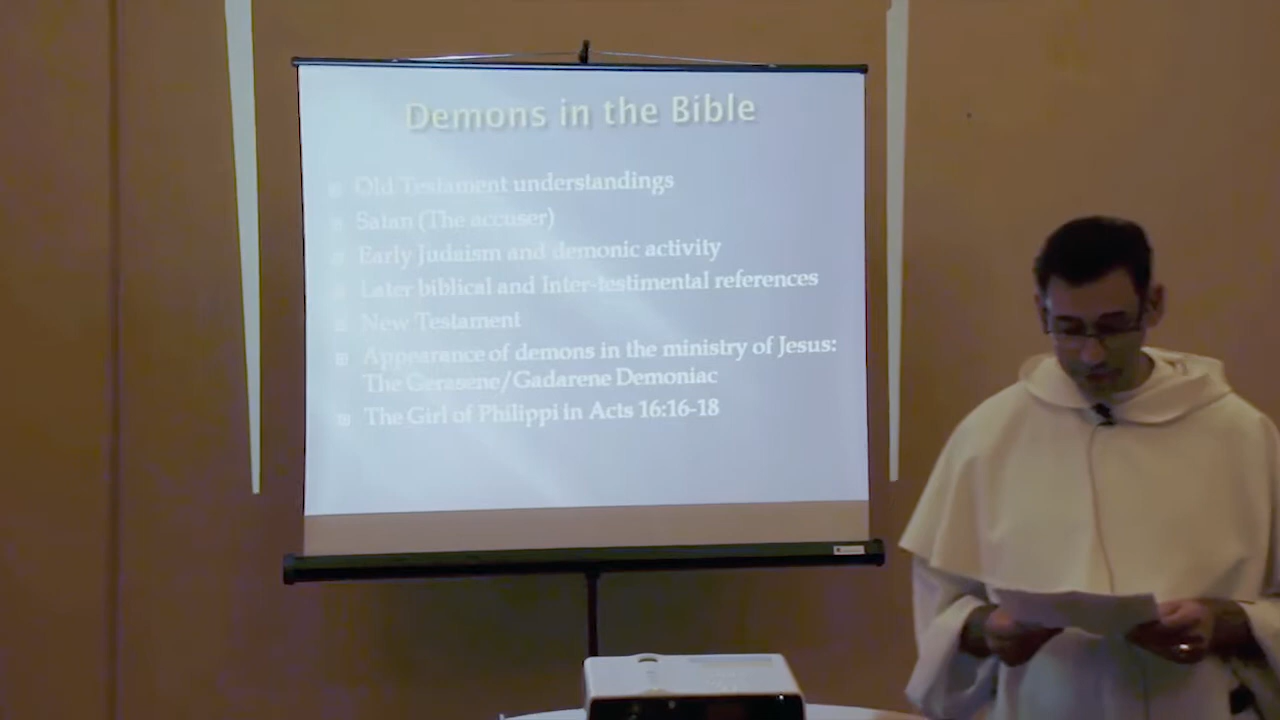 Demons in the Bible
Old Testament understandings
Satan (The accuser)
Early Judaism and demonic activity
Later biblical and Inter-testimental references
New Testament
Appearance of demons in the ministry of Jesus:
The Gerasene/Gadarene Demoniac
The Girl of Philippi in Acts 16:16-18